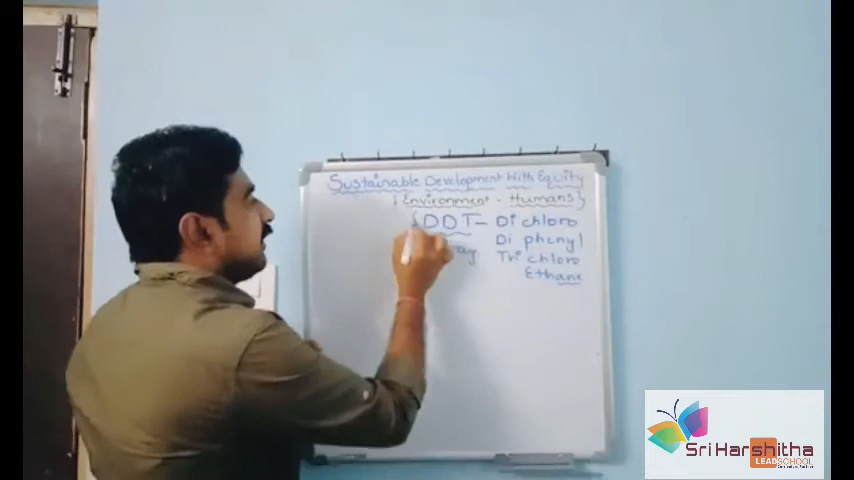 Sustainable Development With Equity
{ Environment - Humans }
{ DDT - Di chloro
Di phenyl
Tri chloro
Ethane
Sri Harshitha
LEAD SCHOOL